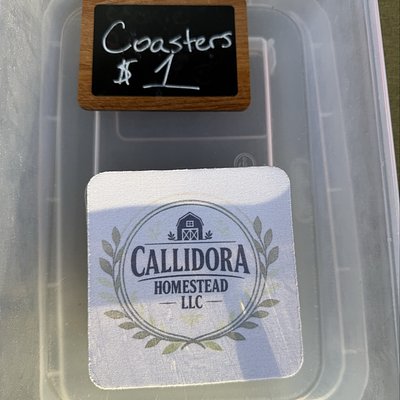 Coasters
$1
CALLIDORA
HOMESTEAD
LLC